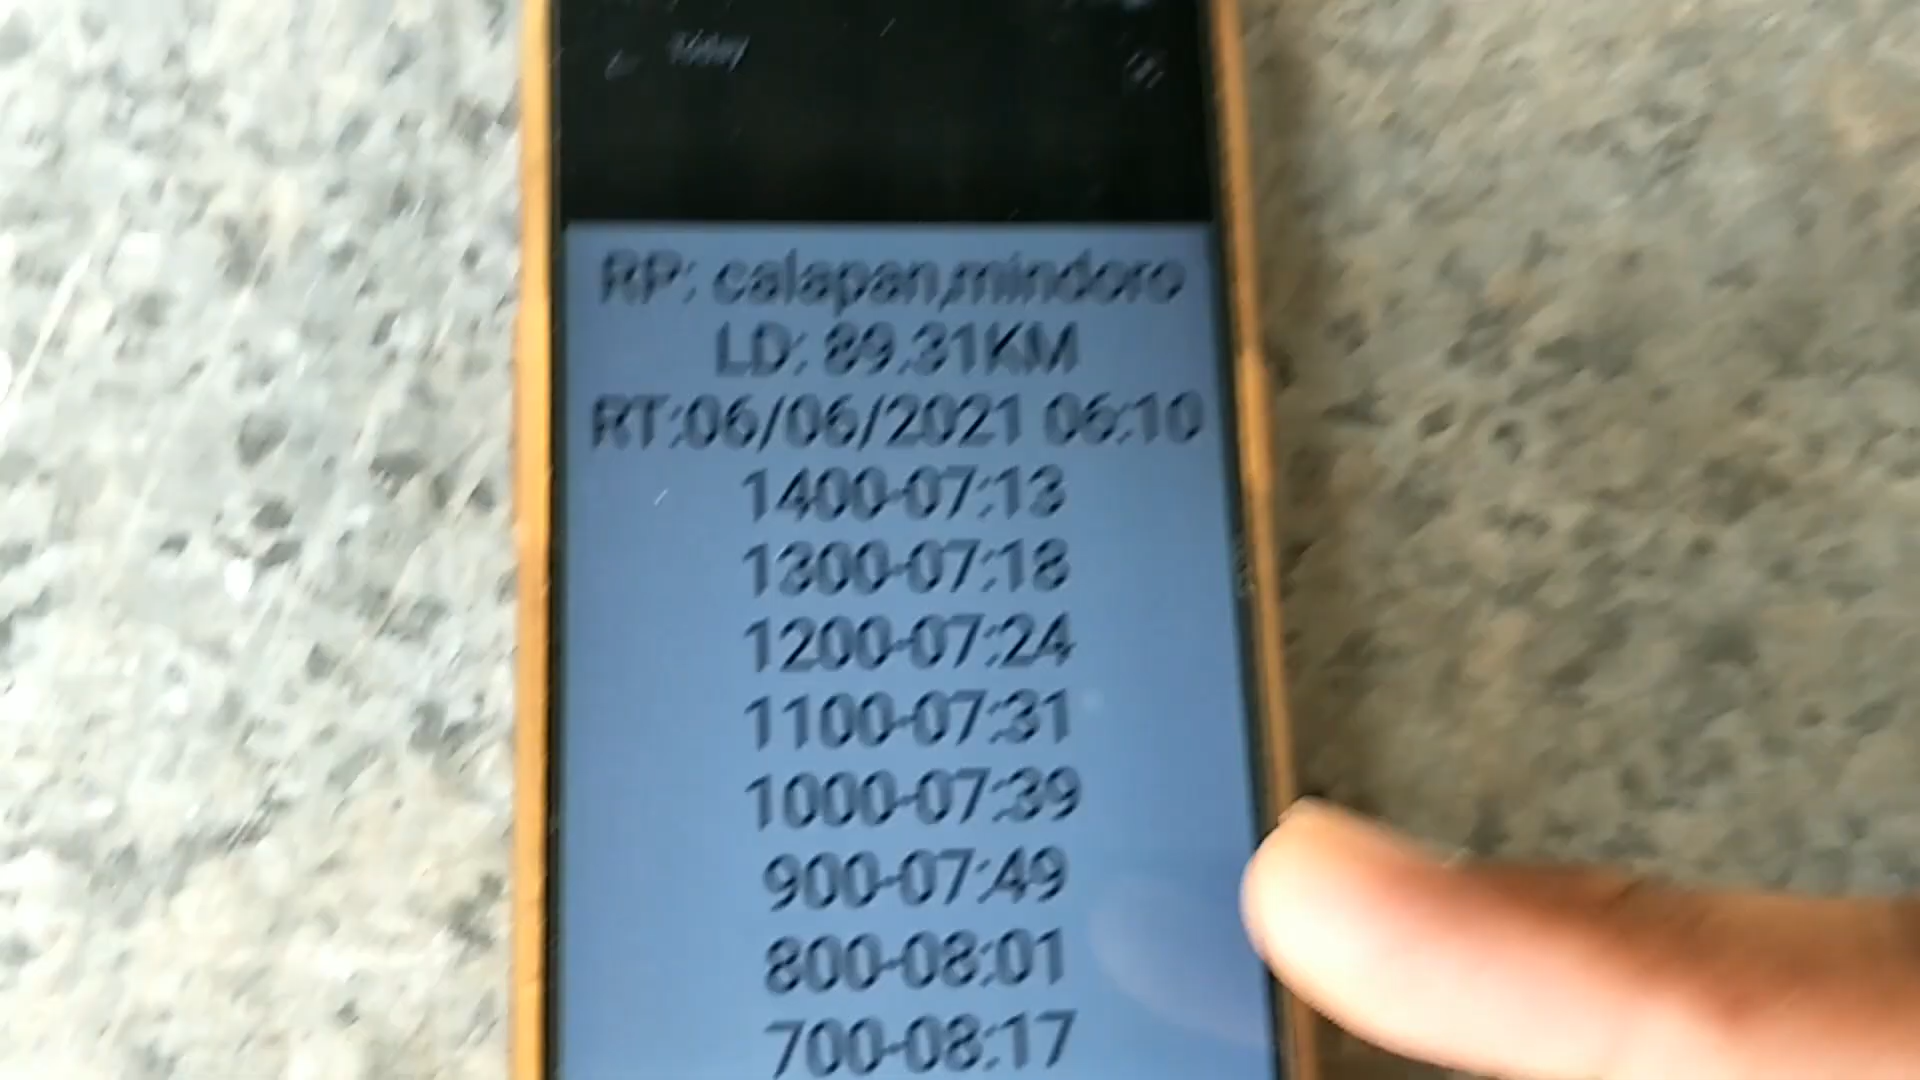 Today
RP: calapan,mindoro
LD: 89.31KM
RT:06/06/2021 06:10
1400-07:13
1300-07:18
1200-07:24
1100-07:31
1000-07:39
900-07:49
800-08:01
700-08:17